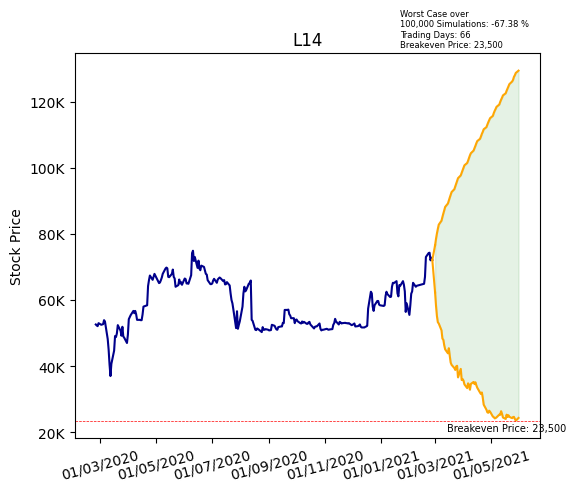 Worst Case over
100,000 Simulations: -67.38 %
Trading Days: 66
Breakeven Price: 23,500
L14
Stock Price
120K
100K
80K
60K
40K
20K
Breakeven Price: 23,500
01/03/2020
01/05/2020
01/07/2020
01/09/2020
01/11/2020
01/01/2021
01/03/2021
01/05/2021